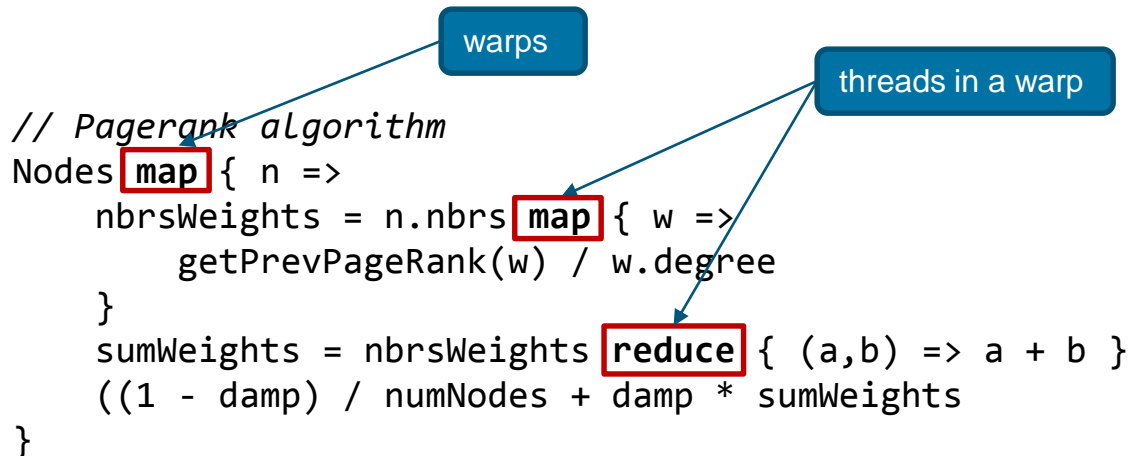 warps
threads in a warp
// Pagerank algorithm
Nodes map { n =>
    nbrsWeights = n.nbrs map { w =>
        getPrevPageRank(w) / w.degree
    }
    sumWeights = nbrsWeights reduce { (a,b) => a + b }
    ((1 - damp) / numNodes + damp * sumWeights
}